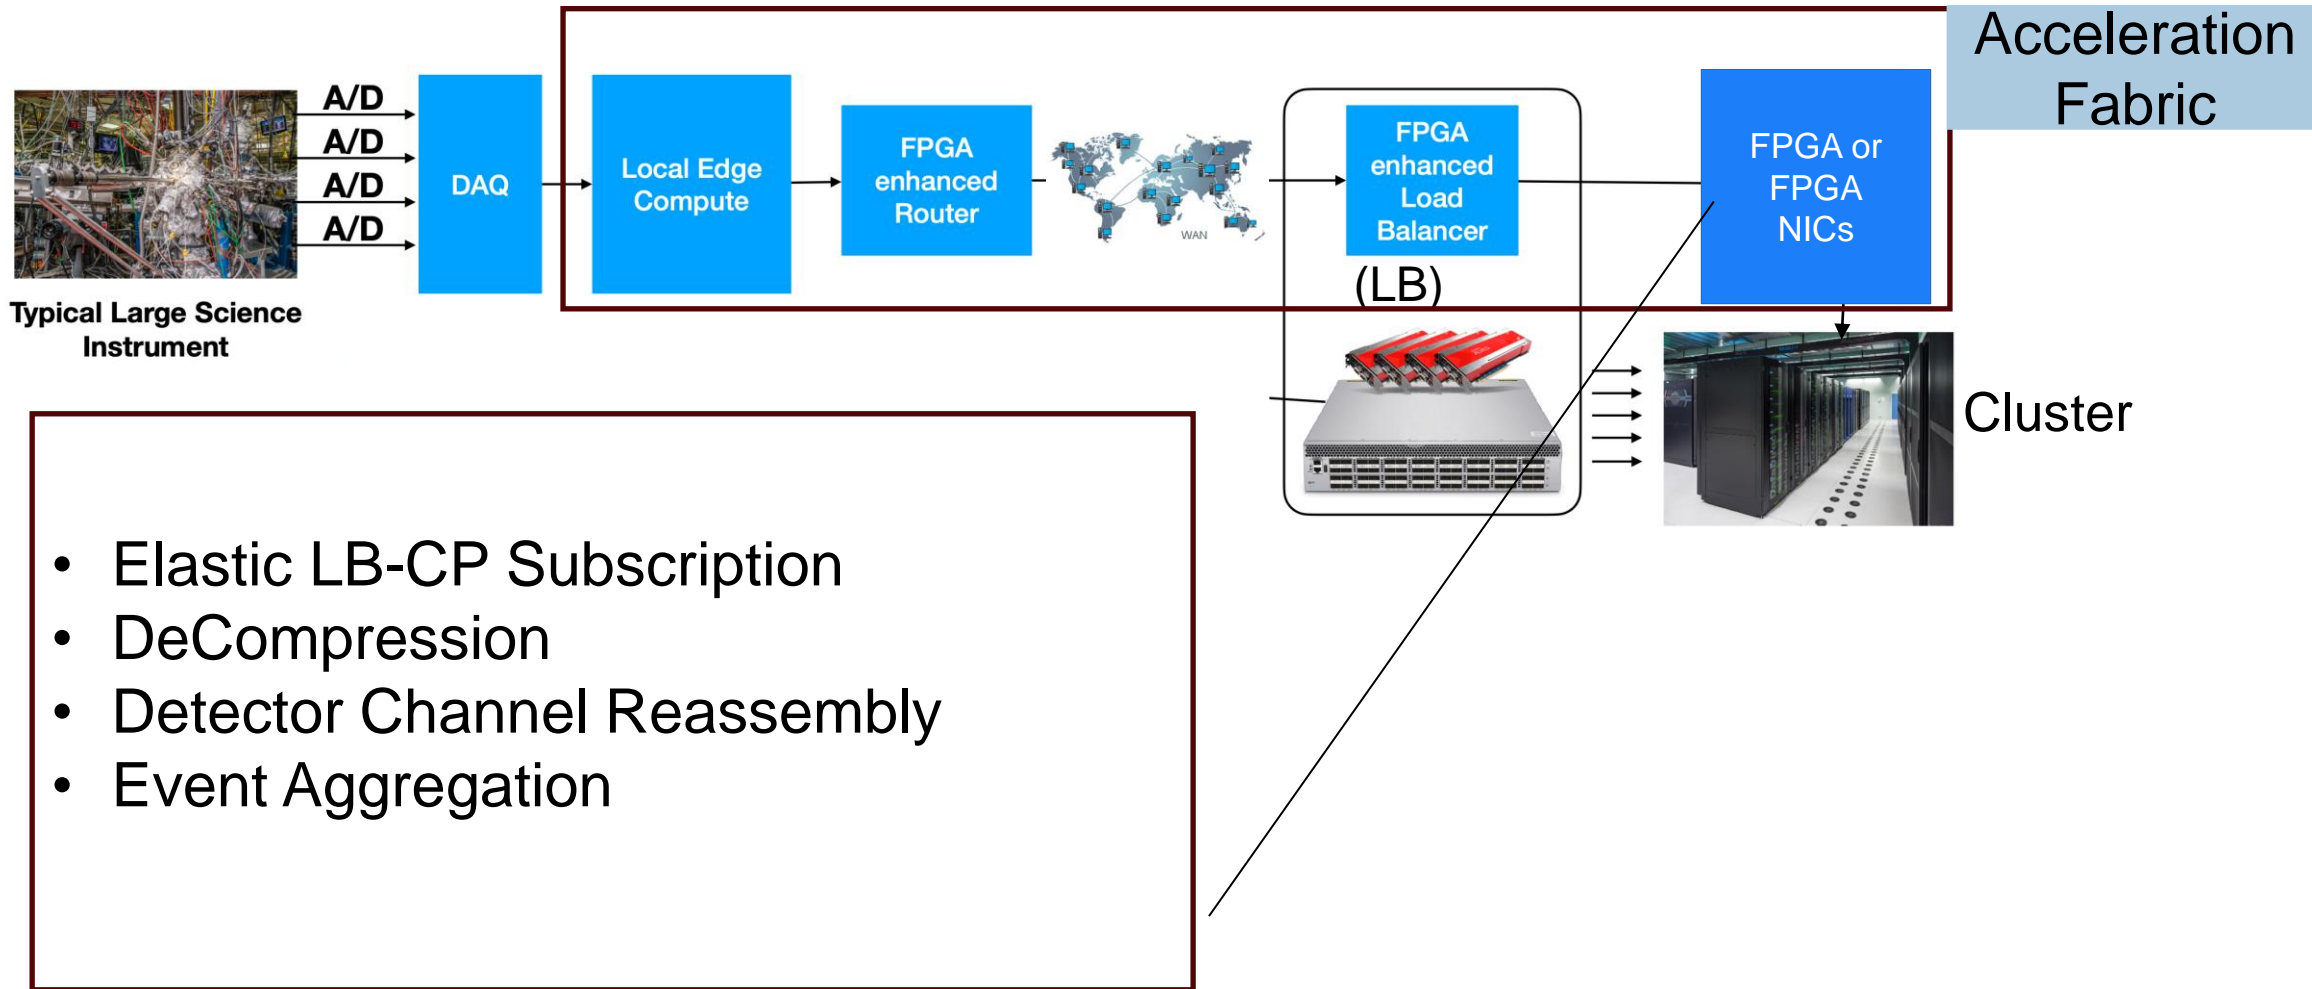 Acceleration
Fabric
A/D
A/D
A/D
A/D
Typical Large Science
Instrument
DAQ
Local Edge
Compute
FPGA
enhanced
Router
WAN
FPGA
enhanced
Load
Balancer
(LB)
FPGA or
FPGA
NICs
Cluster
• Elastic LB-CP Subscription
• DeCompression
• Detector Channel Reassembly
• Event Aggregation